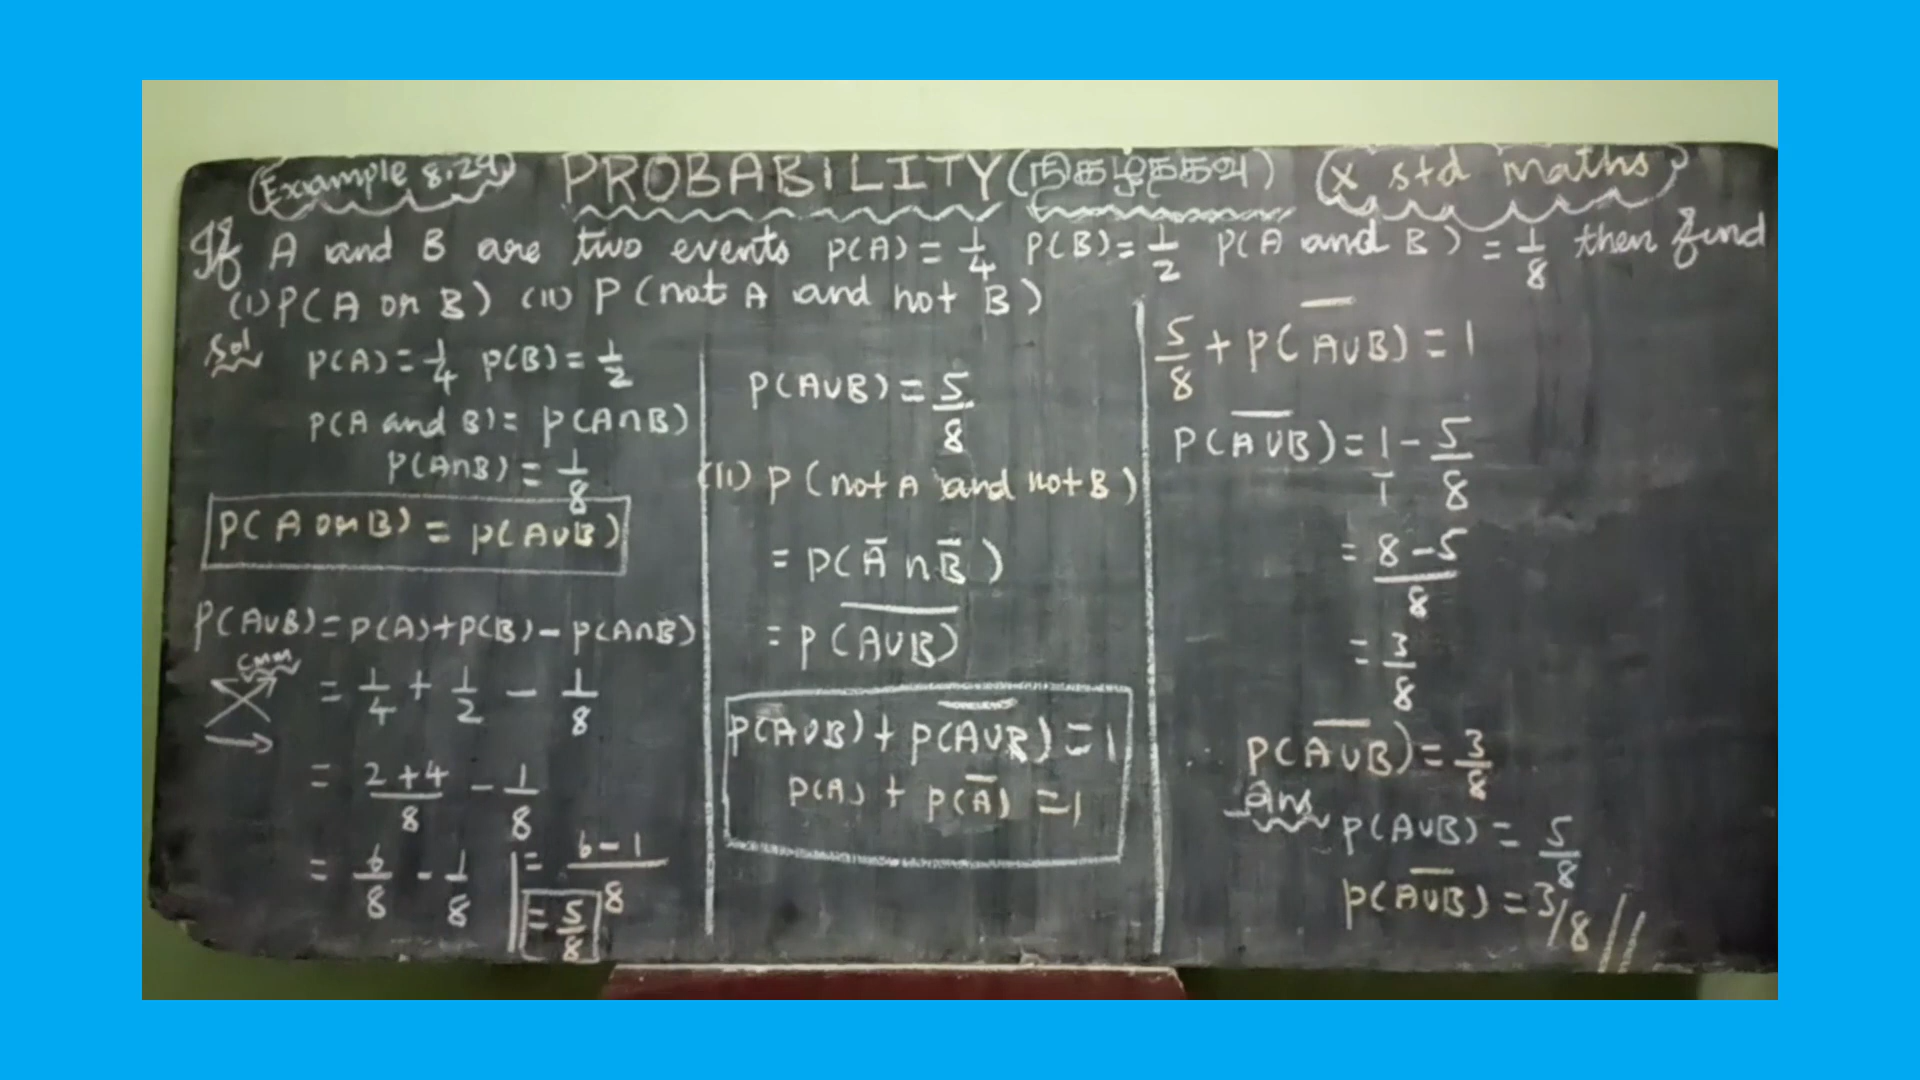 (Example 8.29) PROBABILITY (நிகழ்தகவு) (X std maths)
If A and B are two events P(A) = 1/4 P(B) = 1/2 P(A and B) = 1/8 then find
(i) P(A or B) (ii) P (not A and not B)
Sol P(A) = 1/4 P(B) = 1/2
P(A and B) = P(A∩B)
P(A∩B) = 1/8
P(A or B) = P(A∪B)
P(A∪B) = P(A) + P(B) - P(A∩B)
= 1/4 + 1/2 - 1/8
= (2+4)/8 - 1/8
= 6/8 - 1/8
= (6-1)/8
= 5/8
P(A∪B) = 5/8
(ii) P (not A and not B)
= P(A̅ ∩ B̅)
= P(A̅∪̅B̅)
P(A∪B) + P(A̅∪̅B̅) = 1
P(A) + P(A̅) = 1
5/8 + P(A̅∪̅B̅) = 1
P(A̅∪̅B̅) = 1/1 - 5/8
= (8-5)/8
= 3/8
P(A̅∪̅B̅) = 3/8
ans P(A∪B) = 5/8
P(A̅∪̅B̅) = 3/8 //